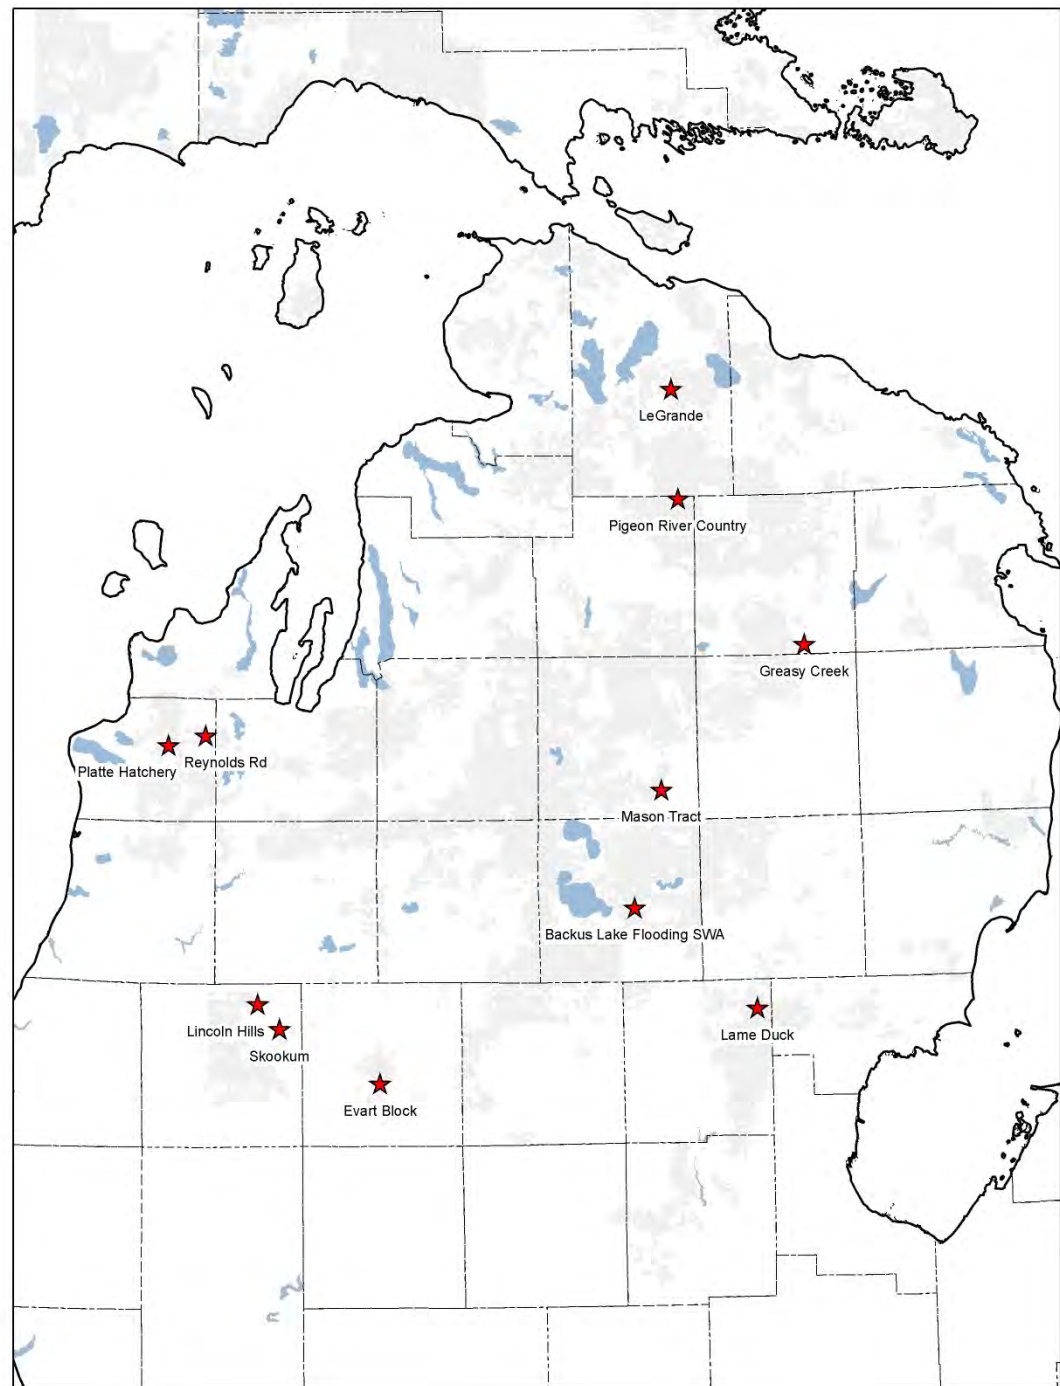 LeGrande
Pigeon River Country
Greasy Creek
Reynolds Rd
Platte Hatchery
Mason Tract
Backus Lake Flooding SWA
Lincoln Hills
Lame Duck
Skookum
Evart Block